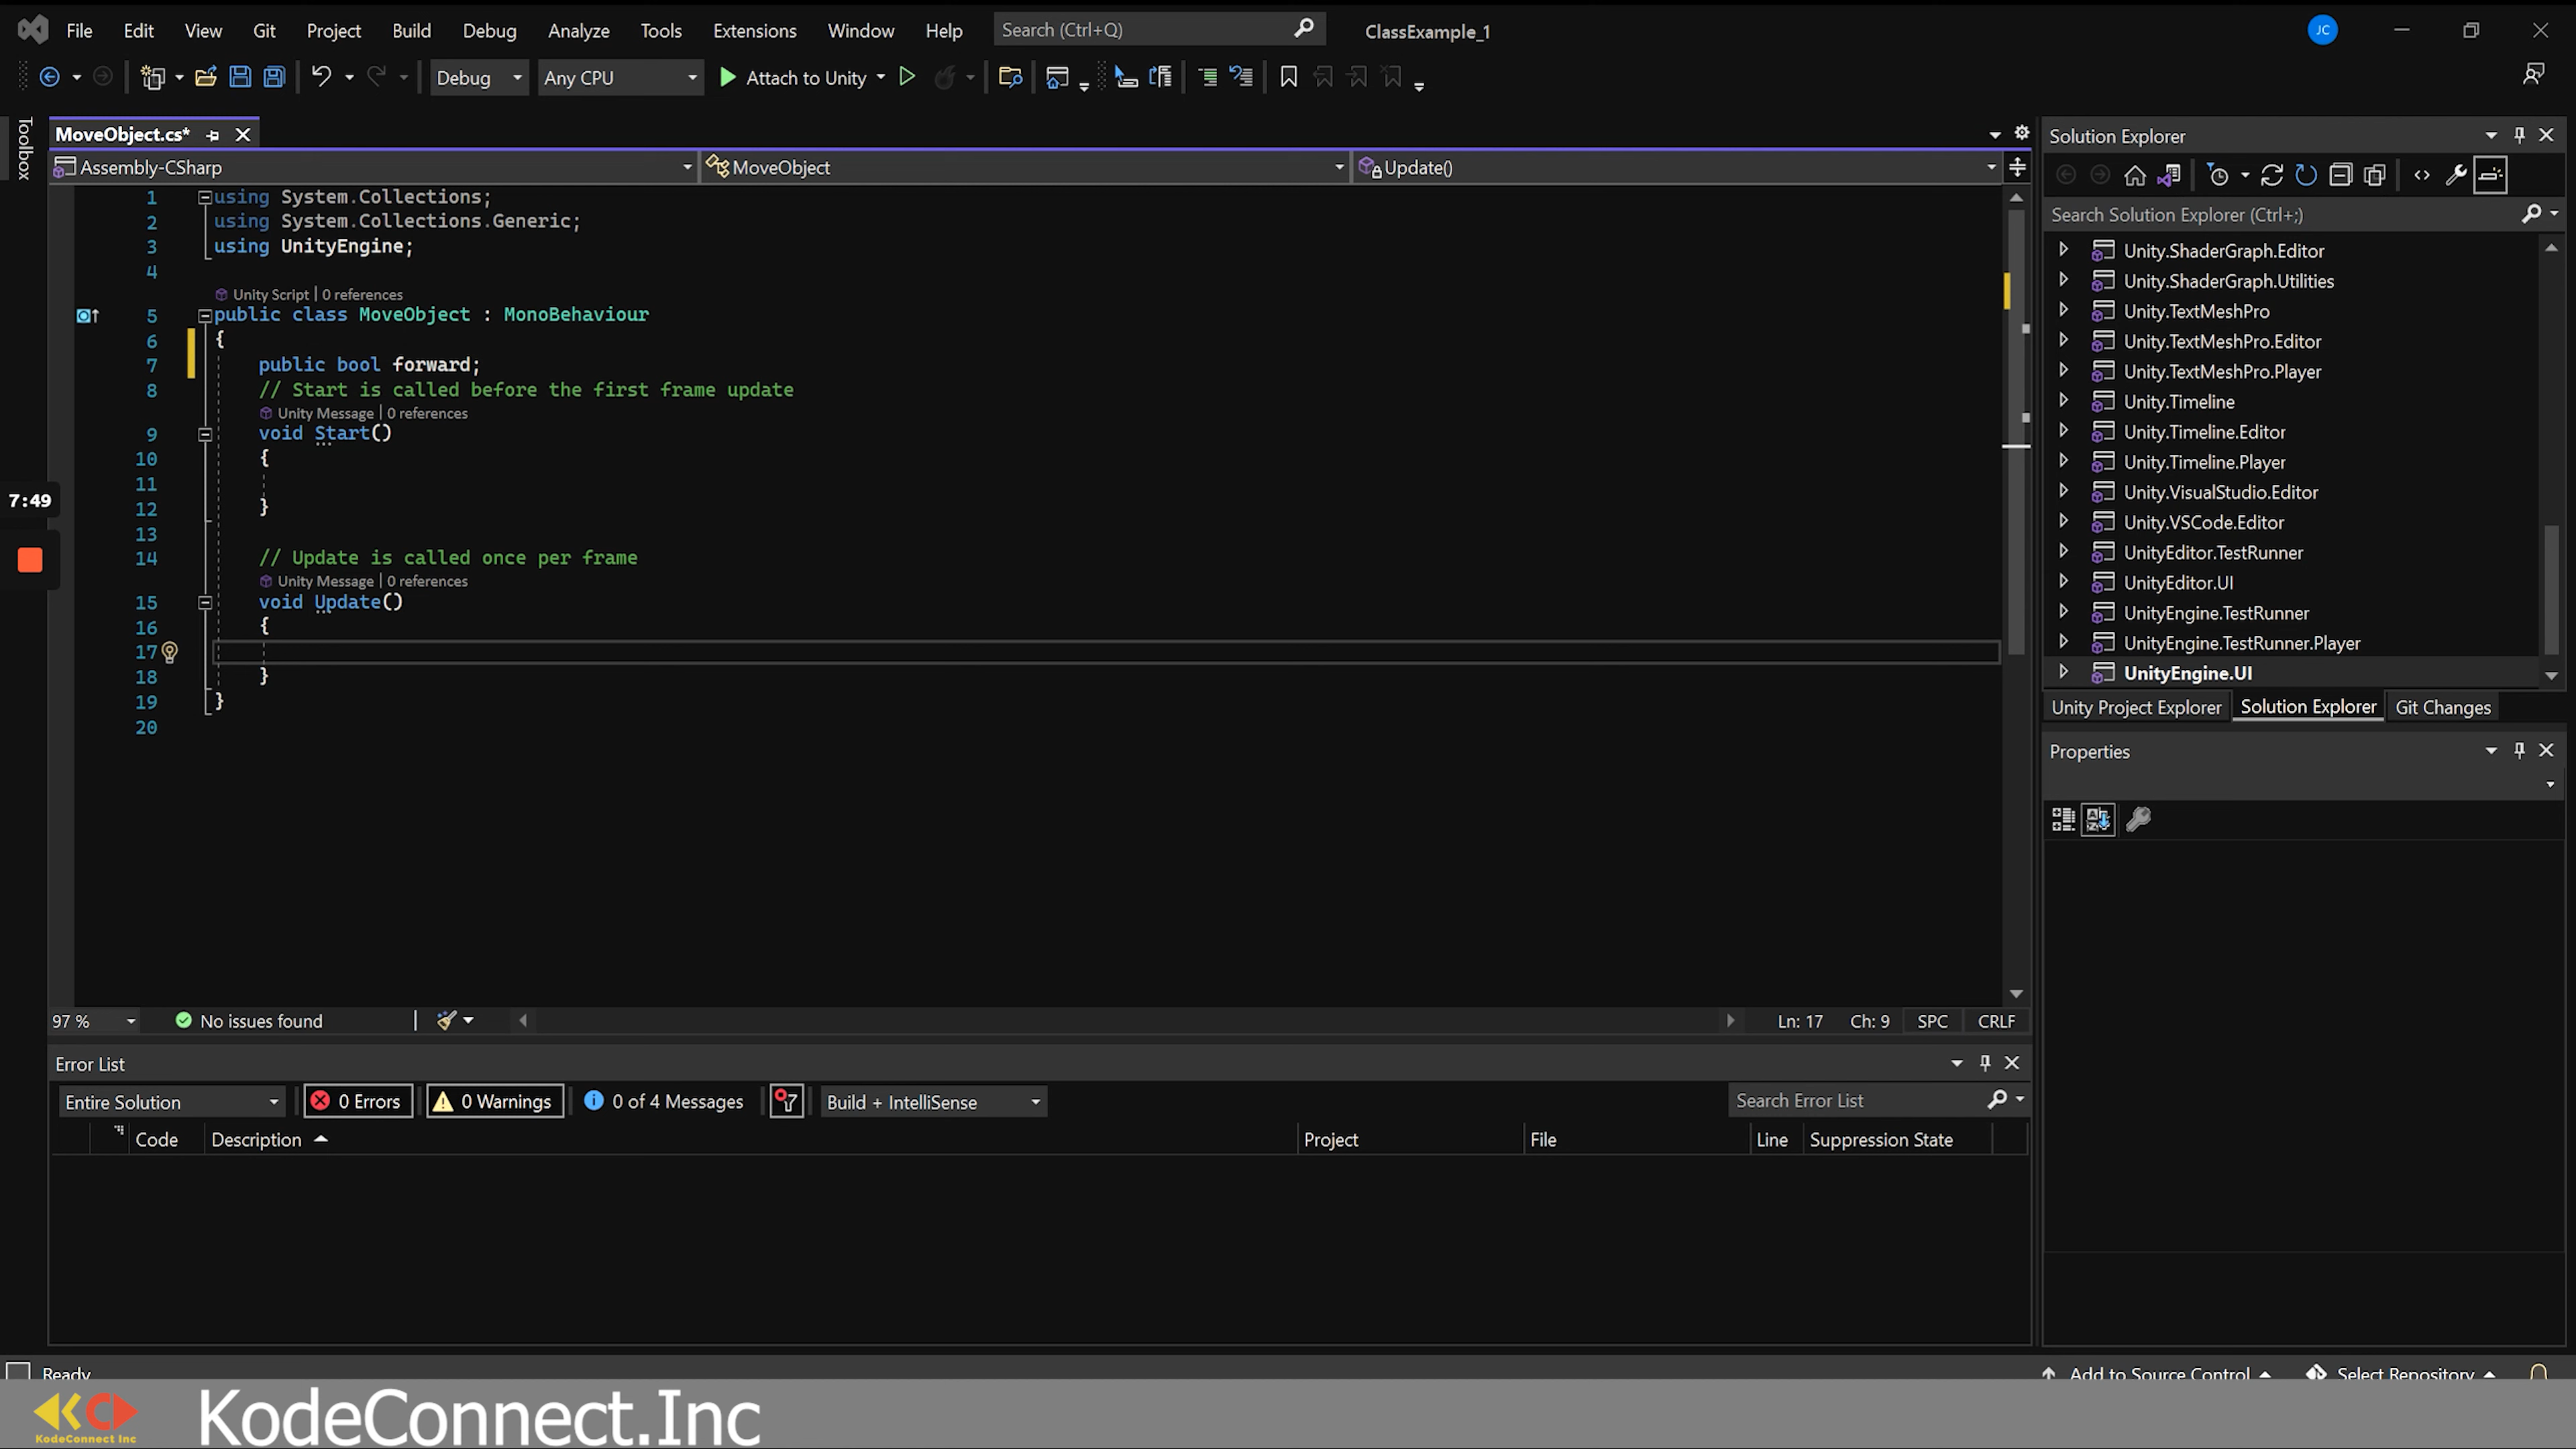 File Edit View Git Project Build Debug Analyze Tools Extensions Window Help Search (Ctrl+Q) ClassExample_1 JC
Debug Any CPU Attach to Unity
Toolbox
MoveObject.cs*
Assembly-CSharp MoveObject Update()
1 using System.Collections;
2 using System.Collections.Generic;
3 using UnityEngine;
4
Unity Script | 0 references
5 public class MoveObject : MonoBehaviour
6 {
7 public bool forward;
8 // Start is called before the first frame update
Unity Message | 0 references
9 void Start()
10 {
11
12 }
13
14 // Update is called once per frame
Unity Message | 0 references
15 void Update()
16 {
17
18 }
19 }
20
7:49
97 % No issues found Ln: 17 Ch: 9 SPC CRLF
Error List
Entire Solution 0 Errors 0 Warnings 0 of 4 Messages Build + IntelliSense Search Error List
Code Description Project File Line Suppression State
Solution Explorer
Search Solution Explorer (Ctrl+;)
Unity.ShaderGraph.Editor
Unity.ShaderGraph.Utilities
Unity.TextMeshPro
Unity.TextMeshPro.Editor
Unity.TextMeshPro.Player
Unity.Timeline
Unity.Timeline.Editor
Unity.Timeline.Player
Unity.VisualStudio.Editor
Unity.VSCode.Editor
UnityEditor.TestRunner
UnityEditor.UI
UnityEngine.TestRunner
UnityEngine.TestRunner.Player
UnityEngine.UI
Unity Project Explorer Solution Explorer Git Changes
Properties
Ready Add to Source Control Select Repository
KodeConnect Inc
KodeConnect.Inc